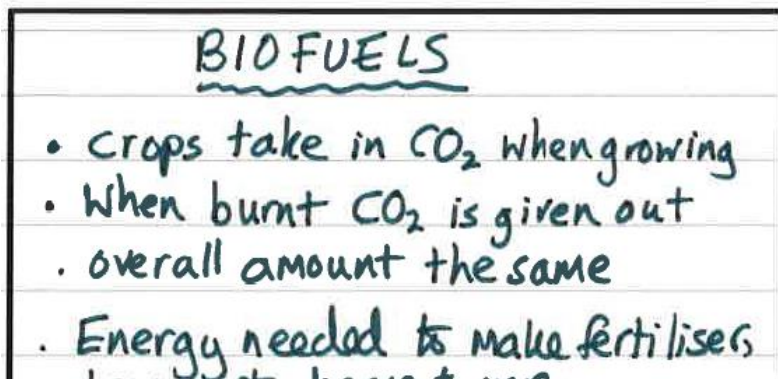 BIOFUELS
• crops take in CO₂ when growing
• When burnt CO₂ is given out
. overall amount the same
. Energy needed to make fertilisers,